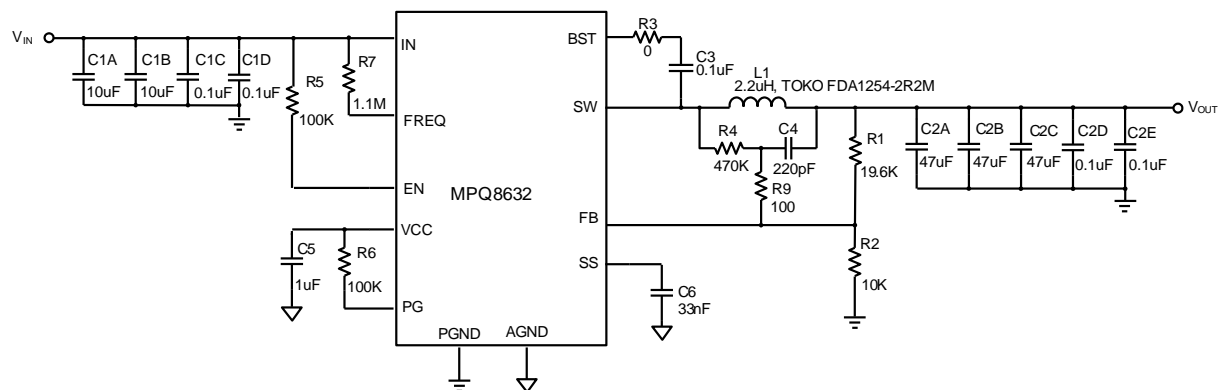 VIN
C1A
10uF
C1B
10uF
C1C
0.1uF
C1D
0.1uF
R5
100K
R7
1.1M
IN
FREQ
EN
VCC
PG
PGND
AGND
MPQ8632
BST
SW
FB
SS
C5
1uF
R6
100K
R3
0
C3
0.1uF
L1
2.2uH, TOKO FDA1254-2R2M
R4
470K
C4
220pF
R9
100
R1
19.6K
R2
10K
C6
33nF
C2A
47uF
C2B
47uF
C2C
47uF
C2D
0.1uF
C2E
0.1uF
VOUT